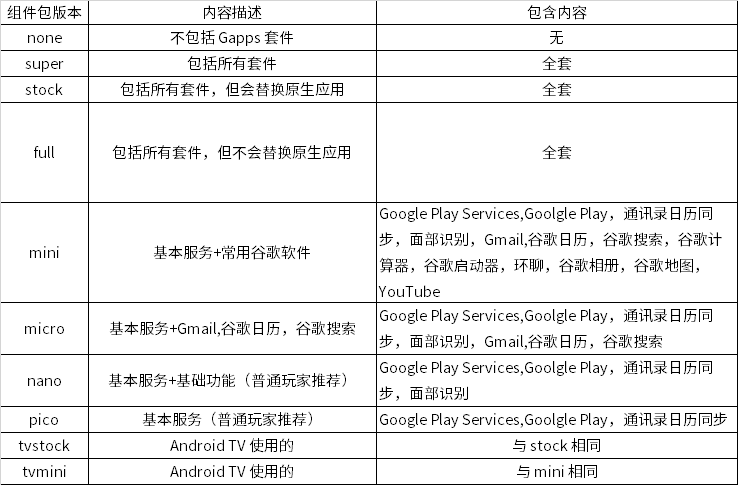 组件包版本 内容描述 包含内容
none 不包括 Gapps 套件 无
super 包括所有套件 全套
stock 包括所有套件，但会替换原生应用 全套
full 包括所有套件，但不会替换原生应用 全套
mini 基本服务+常用谷歌软件
Google Play Services,Goolgle Play，通讯录日历同
步，面部识别，Gmail,谷歌日历，谷歌搜索，谷歌计
算器，谷歌启动器，环聊，谷歌相册，谷歌地图，
YouTube
micro 基本服务+Gmail,谷歌日历，谷歌搜索
Google Play Services,Goolgle Play，通讯录日历同
步，面部识别，Gmail,谷歌日历，谷歌搜索
nano 基本服务+基础功能（普通玩家推荐）
Google Play Services,Goolgle Play，通讯录日历同
步，面部识别
pico 基本服务（普通玩家推荐） Google Play Services,Goolgle Play，通讯录日历同步
tvstock Android TV 使用的 与 stock 相同
tvmini Android TV 使用的 与 mini 相同